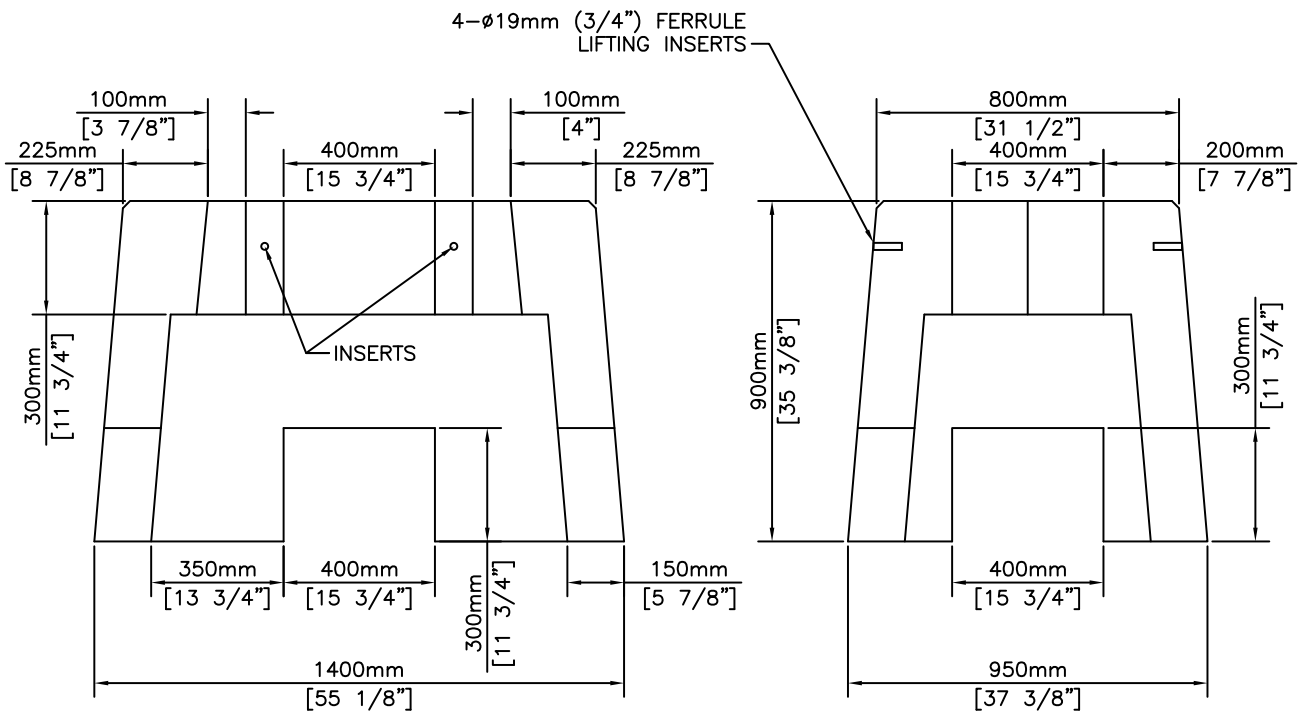 4-ø19mm (3/4") FERRULE
LIFTING INSERTS
100mm
[3 7/8"]
100mm
[4"]
800mm
[31 1/2"]
225mm
[8 7/8"]
400mm
[15 3/4"]
225mm
[8 7/8"]
400mm
[15 3/4"]
200mm
[7 7/8"]
300mm
[11 3/4"]
INSERTS
900mm
[35 3/8"]
300mm
[11 3/4"]
350mm
[13 3/4"]
400mm
[15 3/4"]
300mm
[11 3/4"]
150mm
[5 7/8"]
400mm
[15 3/4"]
1400mm
[55 1/8"]
950mm
[37 3/8"]